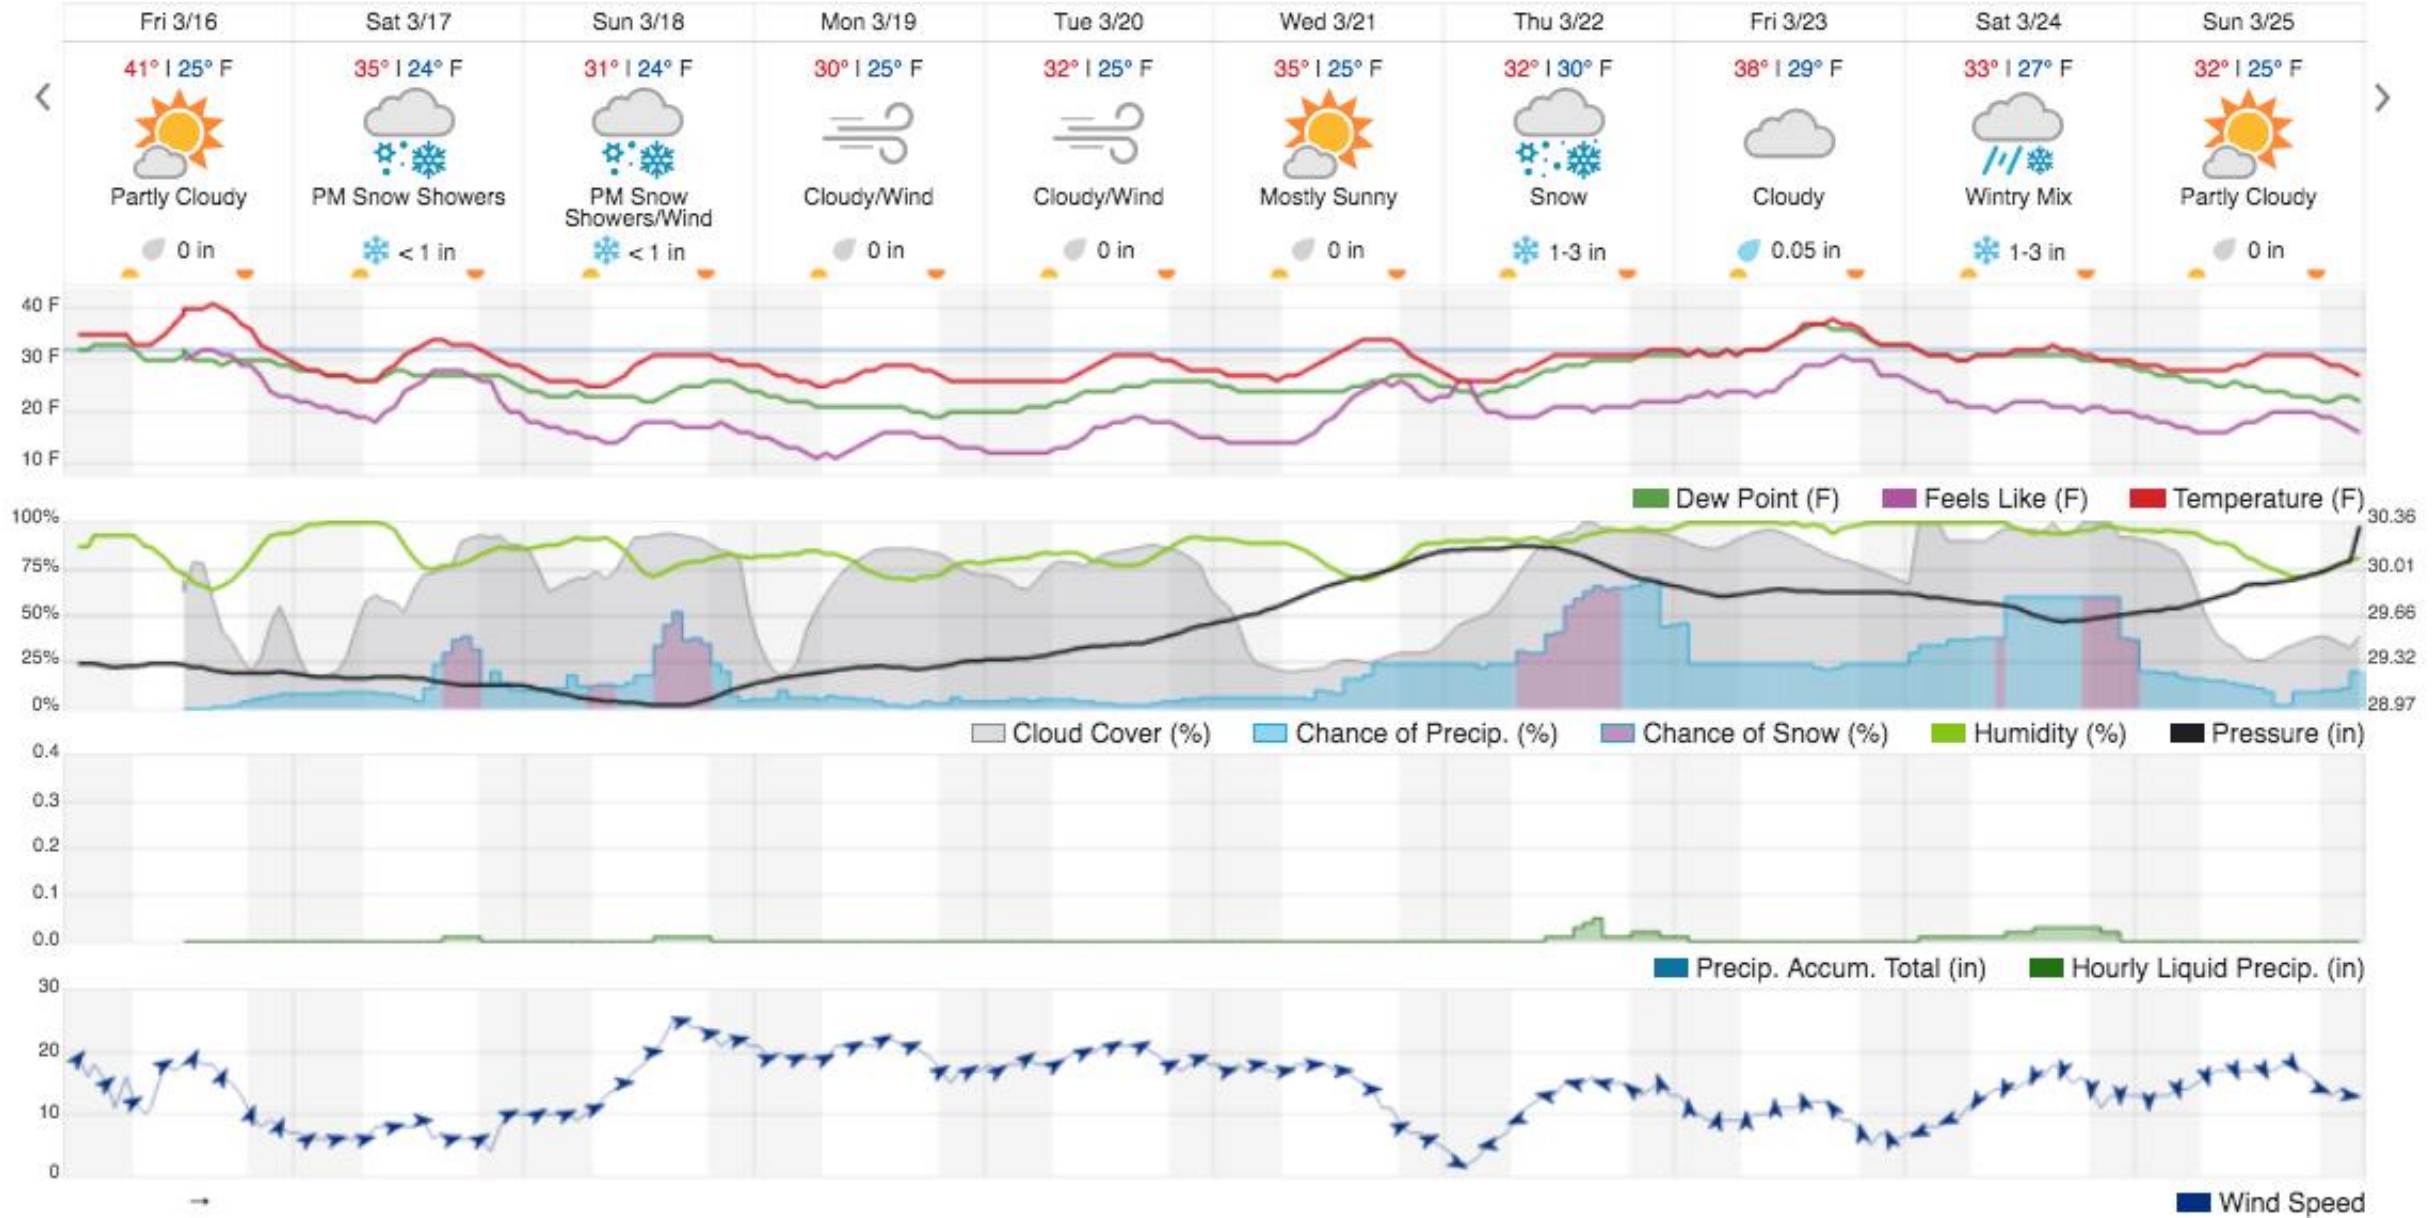 Fri 3/16 Sat 3/17 Sun 3/18 Mon 3/19 Tue 3/20 Wed 3/21 Thu 3/22 Fri 3/23 Sat 3/24 Sun 3/25
41° | 25° F 35° | 24° F 31° | 24° F 30° | 25° F 32° | 25° F 35° | 25° F 32° | 30° F 38° | 29° F 33° | 27° F 32° | 25° F
Partly Cloudy PM Snow Showers PM Snow Cloudy/Wind Cloudy/Wind Mostly Sunny Snow Cloudy Wintry Mix Partly Cloudy
Showers/Wind
0 in < 1 in < 1 in 0 in 0 in 0 in 1-3 in 0.05 in 1-3 in 0 in
40 F
30 F
20 F
10 F
Dew Point (F) Feels Like (F) Temperature (F)
100% 30.36
75% 30.01
50% 29.66
25% 29.32
0% 28.97
Cloud Cover (%) Chance of Precip. (%) Chance of Snow (%) Humidity (%) Pressure (in)
0.4
0.3
0.2
0.1
0.0
Precip. Accum. Total (in) Hourly Liquid Precip. (in)
30
20
10
0
Wind Speed